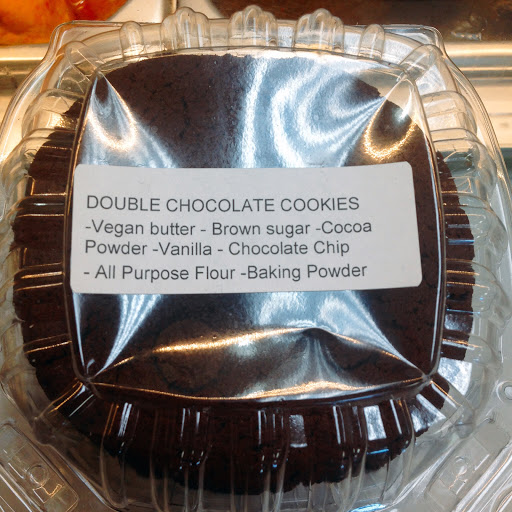 DOUBLE CHOCOLATE COOKIES
-Vegan butter - Brown sugar -Cocoa
Powder -Vanilla - Chocolate Chip
- All Purpose Flour -Baking Powder